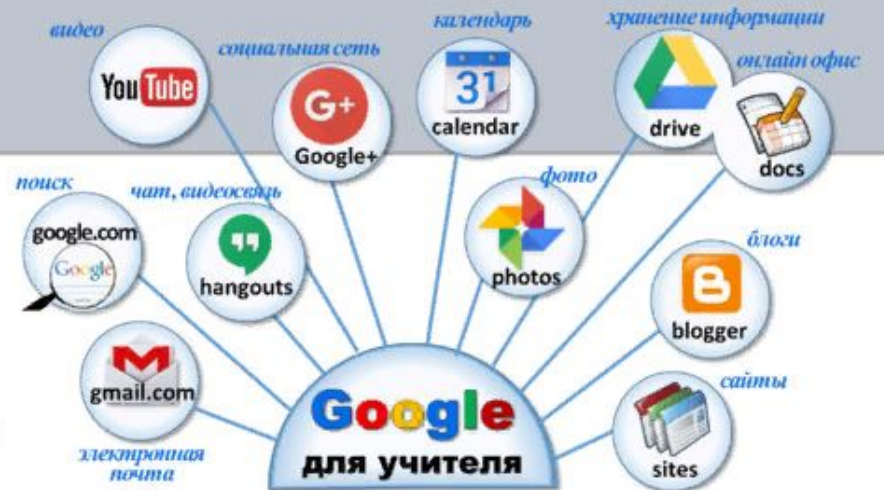 видео
YouTube
социальная сеть
G+
Google+
календарь
31
calendar
хранение информации
drive
онлайн офис
docs
поиск
google.com
Google
чат, видеосвязь
hangouts
фото
photos
блоги
blogger
gmail.com
электронная
почта
сайты
sites
Google
для учителя